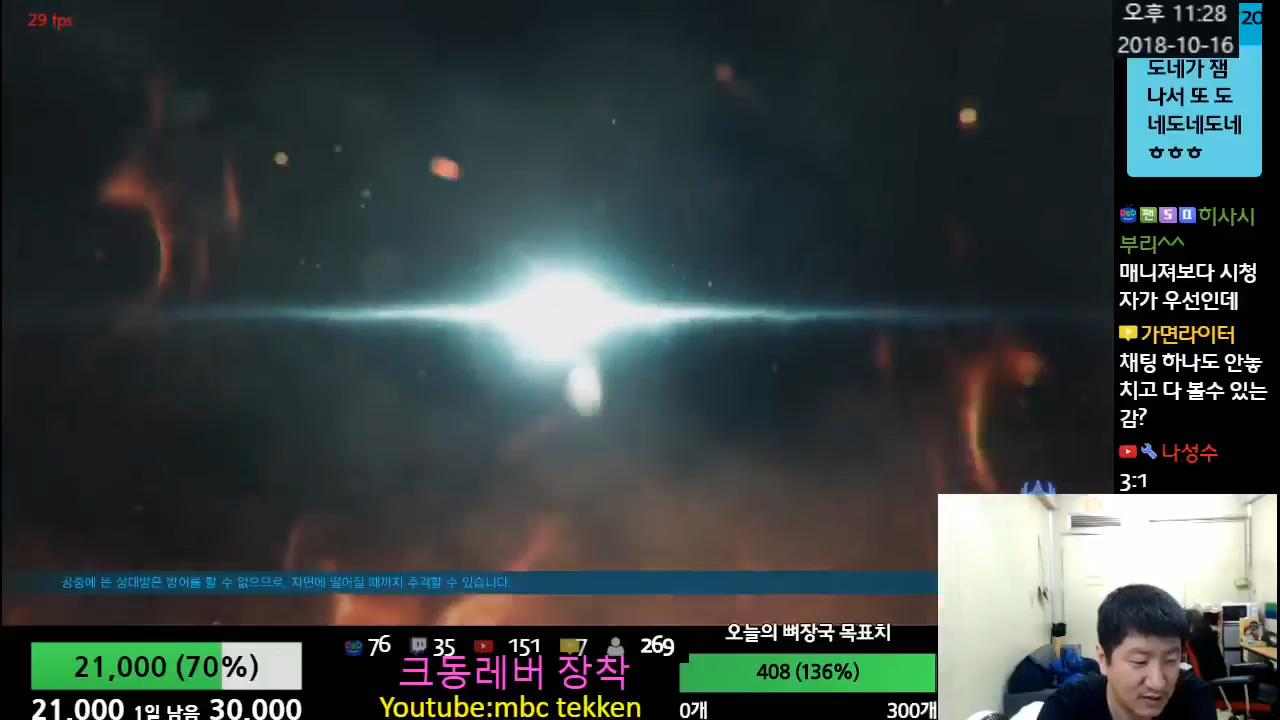 29 fps
오후 11:28
2018-10-16
20
도네가 잼
나서 또 도
네도네도네
ㅎㅎㅎ
팬 S 히사시
부리^^
매니져보다 시청
자가 우선인데
가면라이터
채팅 하나도 안놓
치고 다 볼수 있는
감?
나성수
3:1
공중에 뜬 상대방은 방어를 할 수 없으므로, 지면에 떨어질 때까지 추격할 수 있습니다.
76 35 151 7 269
오늘의 뼈장국 목표치
21,000 (70%)
크동레버 장착
408 (136%)
21,000 1일 남음 30,000
Youtube:mbc tekken
0개 300개